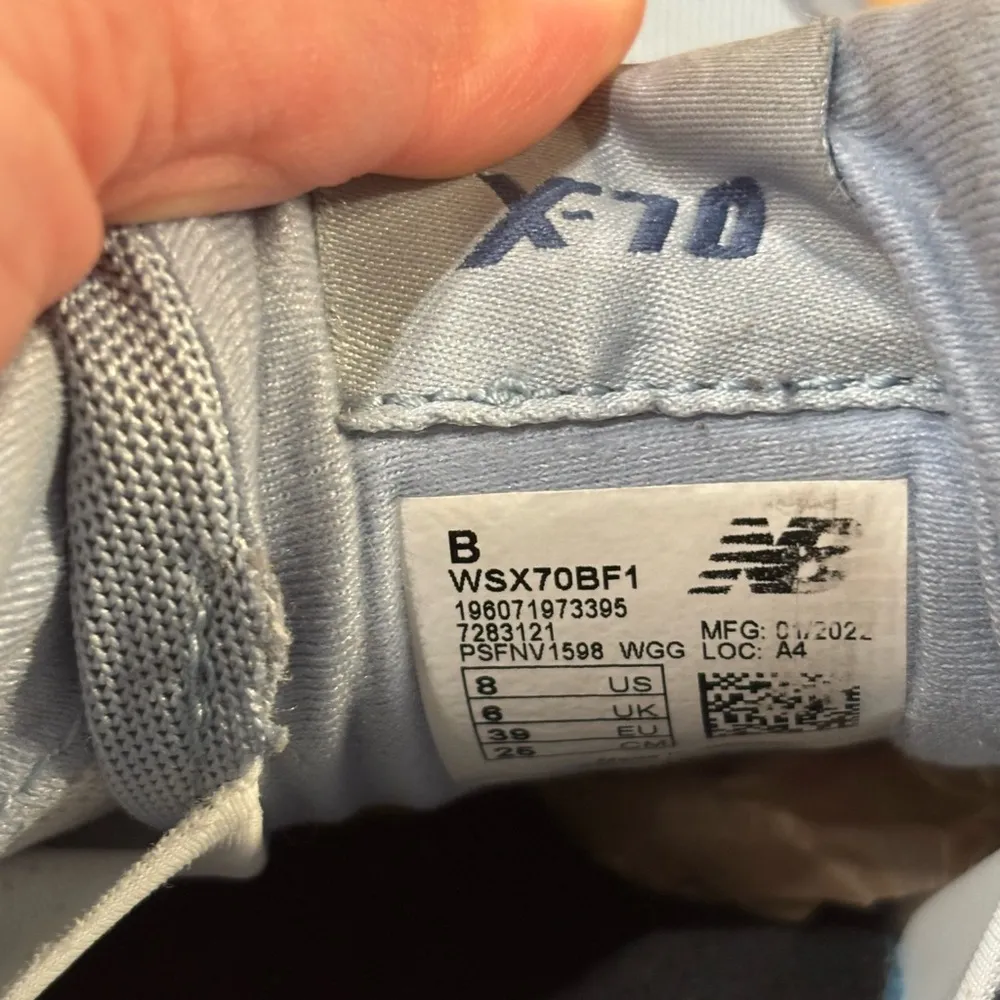 X-70
B
WSX70BF1
196071973395
7283121
PSFNV1598 WGG
MFG: 01/2022
LOC: A4
8 US
6 UK
39 EU
25 CM